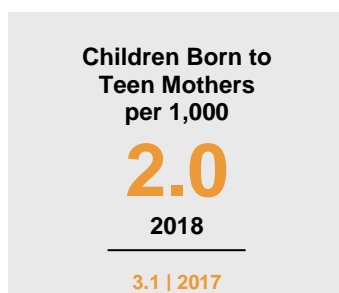 Children Born to
Teen Mothers
per 1,000
2.0
2018
3.1 | 2017